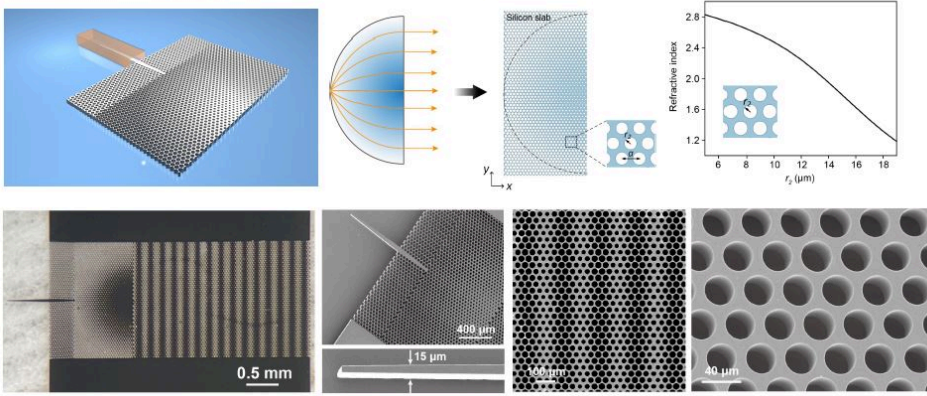 Silicon slab
r₂
a
y
x
Refractive index
2.8
2.4
2.0
1.6
1.2
r₂
6 8 10 12 14 16 18
r₂ (μm)
0.5 mm
400 μm
15 μm
100 μm
40 μm